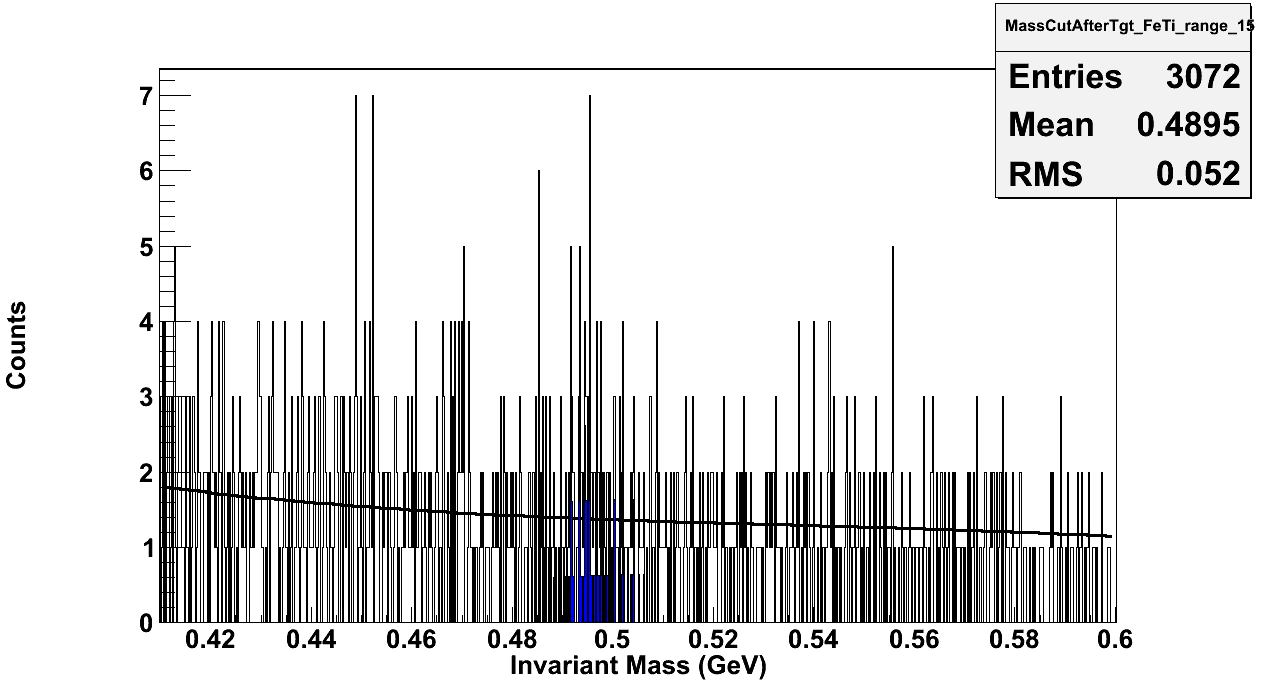 MassCutAfterTgt_FeTi_range_15
Entries 3072
Mean 0.4895
RMS 0.052
7
6
5
4
3
2
1
0
Counts
0.42 0.44 0.46 0.48 0.5 0.52 0.54 0.56 0.58 0.6
Invariant Mass (GeV)